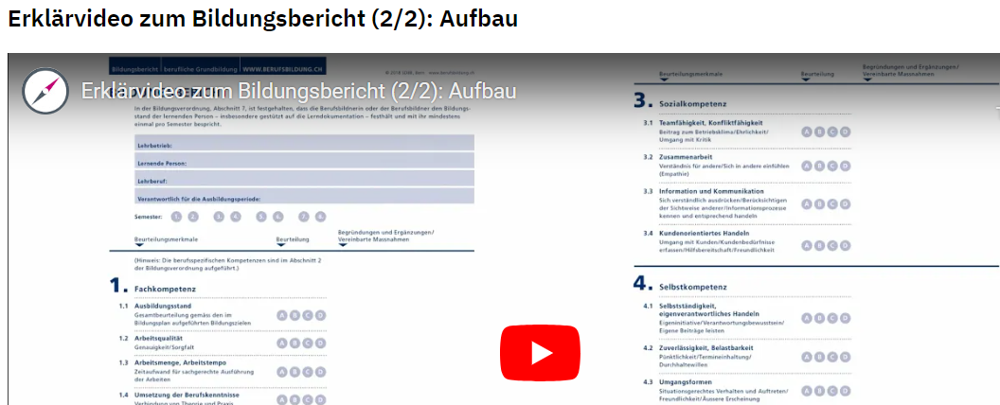 Erklärvideo zum Bildungsbericht (2/2): Aufbau
Bildungsbericht | berufliche Grundbildung | WWW.BERUFSBILDUNG.CH
Erklärvideo zum Bildungsbericht (2/2): Aufbau
In der Bildungsverordnung, Abschnitt 7, ist festgehalten, dass die Berufsbildnerin oder der Berufsbildner den Bildungs-
stand der lernenden Person – insbesondere gestützt auf die Lerndokumentation – festhält und mit ihr mindestens
einmal pro Semester bespricht.
Lehrbetrieb:
Lernende Person:
Lehrberuf:
Verantwortlich für die Ausbildungsperiode:
Semester: 1. 2. 3. 4. 5. 6. 7. 8.
Beurteilungsmerkmale
Beurteilung
Begründungen und Ergänzungen/
Vereinbarte Massnahmen
(Hinweis: Die berufsspezifischen Kompetenzen sind im Abschnitt 2
der Bildungsverordnung aufgeführt.)
1. Fachkompetenz
1.1 Ausbildungsstand
Gesamtbeurteilung gemäss den im
Bildungsplan aufgeführten Bildungszielen
A B C D
1.2 Arbeitsqualität
Genauigkeit/Sorgfalt
A B C D
1.3 Arbeitsmenge, Arbeitstempo
Zeitaufwand für sachgerechte Ausführung
der Arbeiten
A B C D
1.4 Umsetzung der Berufskenntnisse
Verbindung von Theorie und Praxis
A B C D
Beurteilungsmerkmale
Beurteilung
Begründungen und Ergänzungen/
Vereinbarte Massnahmen
3. Sozialkompetenz
3.1 Teamfähigkeit, Konfliktfähigkeit
Beitrag zum Betriebsklima/Ehrlichkeit/
Umgang mit Kritik
A B C D
3.2 Zusammenarbeit
Verständnis für andere/Sich in andere einfühlen
(Empathie)
A B C D
3.3 Information und Kommunikation
Sich verständlich ausdrücken/Berücksichtigen
der Sichtweise anderer/Informationsprozesse
kennen und entsprechend handeln
A B C D
3.4 Kundenorientiertes Handeln
Umgang mit Kunden/Kundenbedürfnisse
erfassen/Hilfsbereitschaft/Freundlichkeit
A B C D
4. Selbstkompetenz
4.1 Selbstständigkeit,
eigenverantwortliches Handeln
Eigeninitiative/Verantwortungsbewusstsein/
Eigene Beiträge leisten
A B C D
4.2 Zuverlässigkeit, Belastbarkeit
Pünktlichkeit/Termineinhaltung/
Durchhaltewillen
A B C D
4.3 Umgangsformen
Situationsgerechtes Verhalten und Auftreten/
Freundlichkeit/Äussere Erscheinung
A B C D